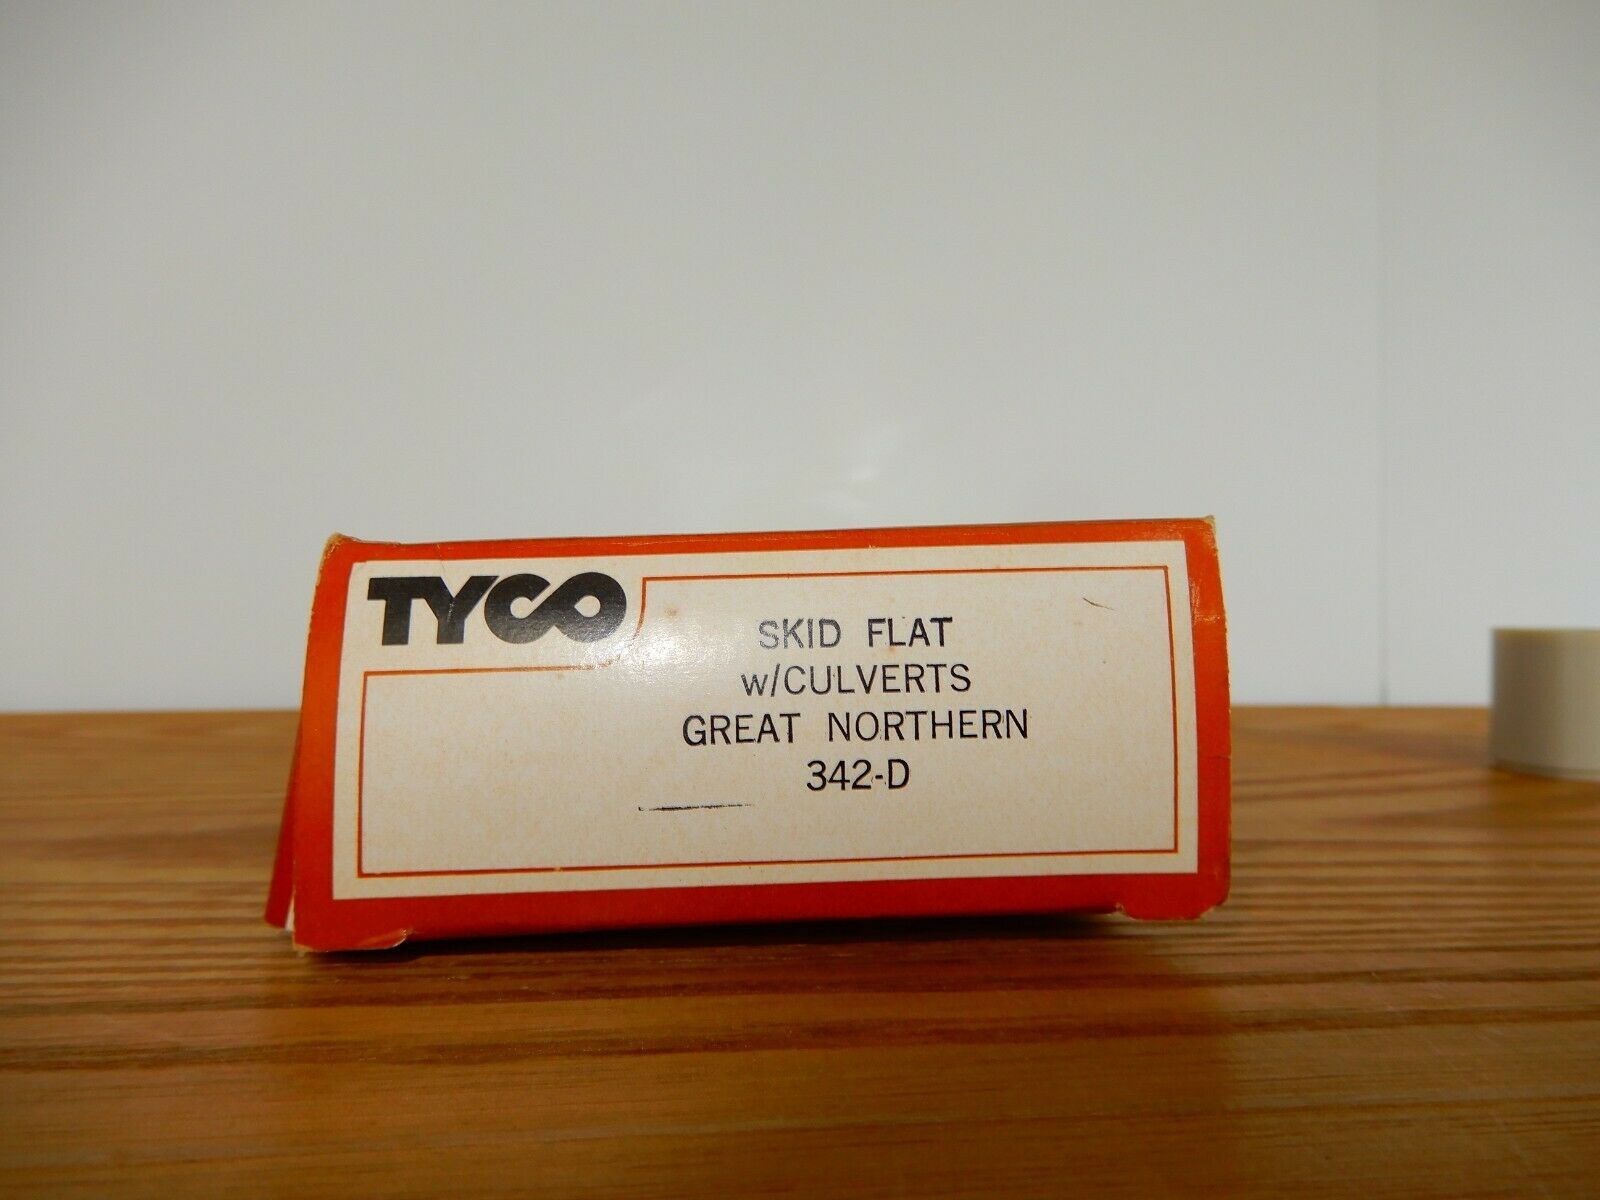 TYCO
SKID FLAT
w/CULVERTS
GREAT NORTHERN
342-D